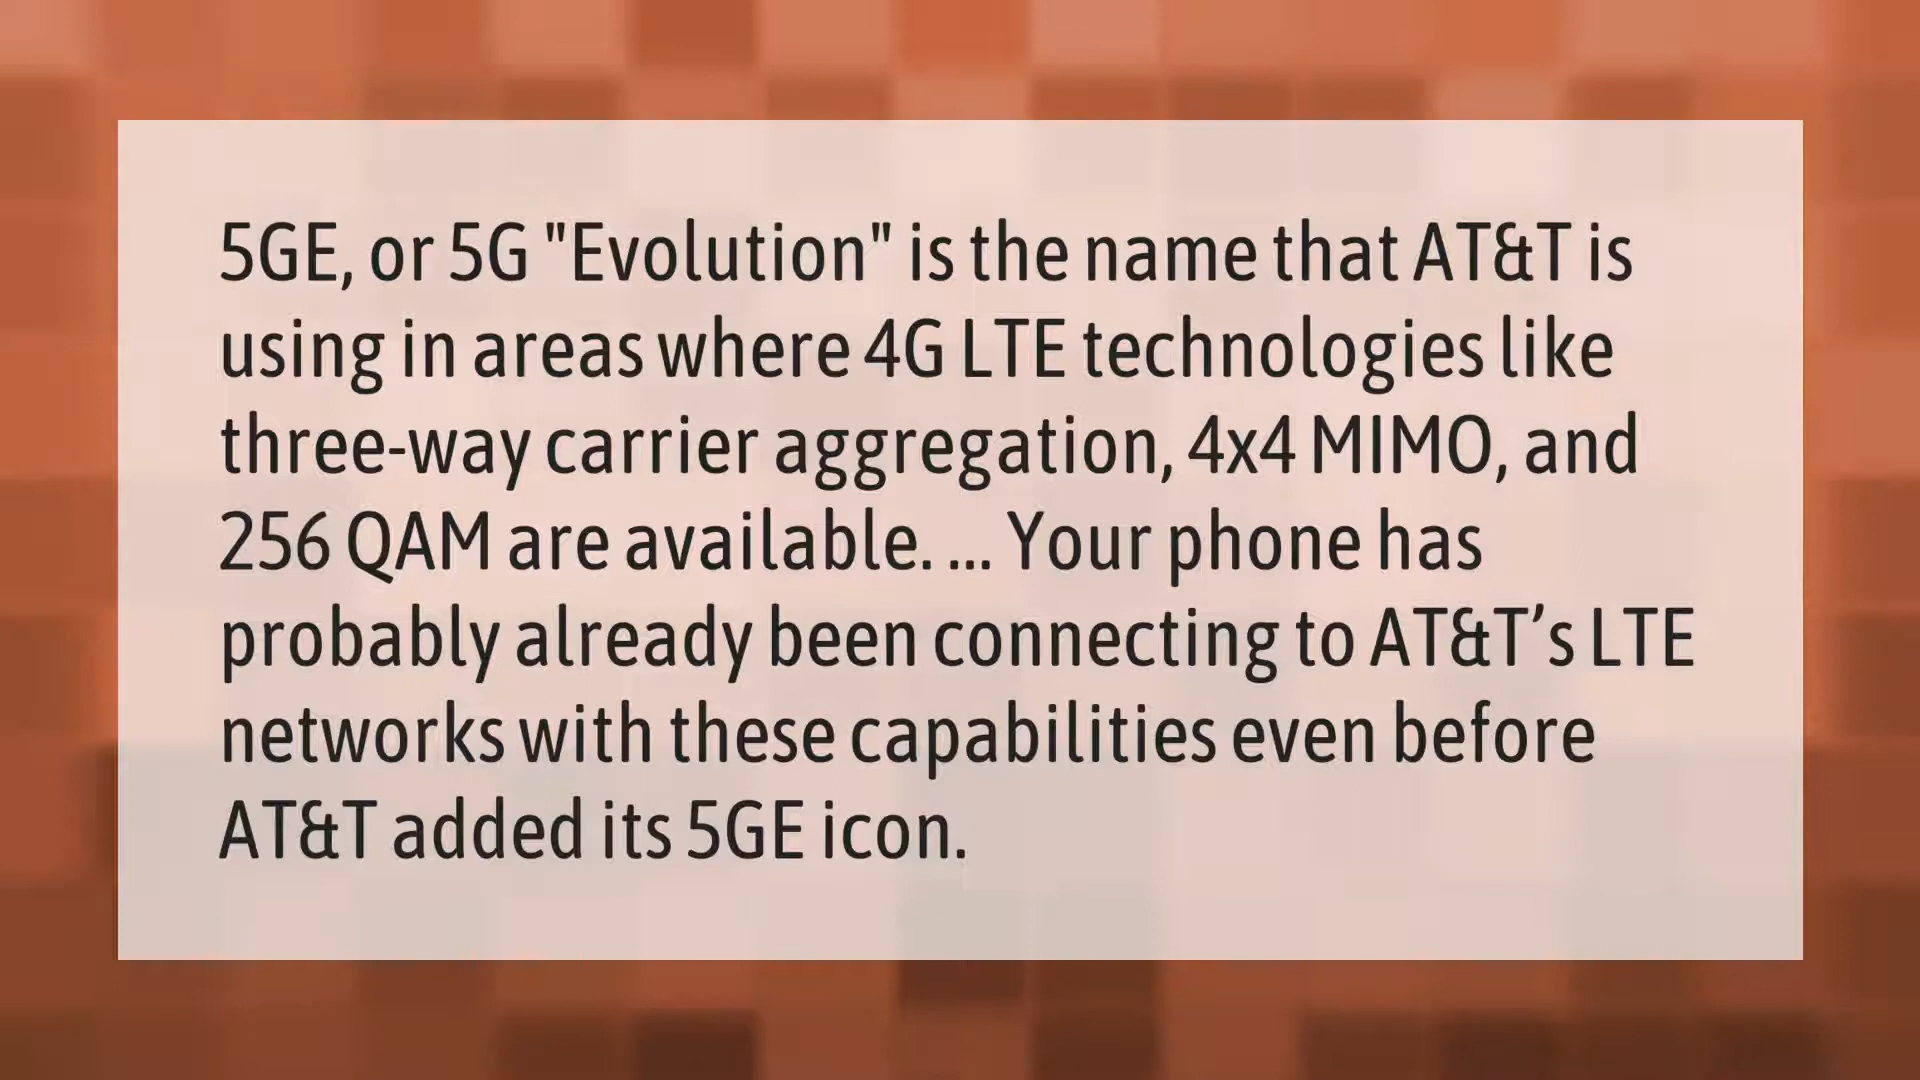 5GE, or 5G "Evolution" is the name that AT&T is
using in areas where 4G LTE technologies like
three-way carrier aggregation, 4x4 MIMO, and
256 QAM are available. ... Your phone has
probably already been connecting to AT&T’s LTE
networks with these capabilities even before
AT&T added its 5GE icon.